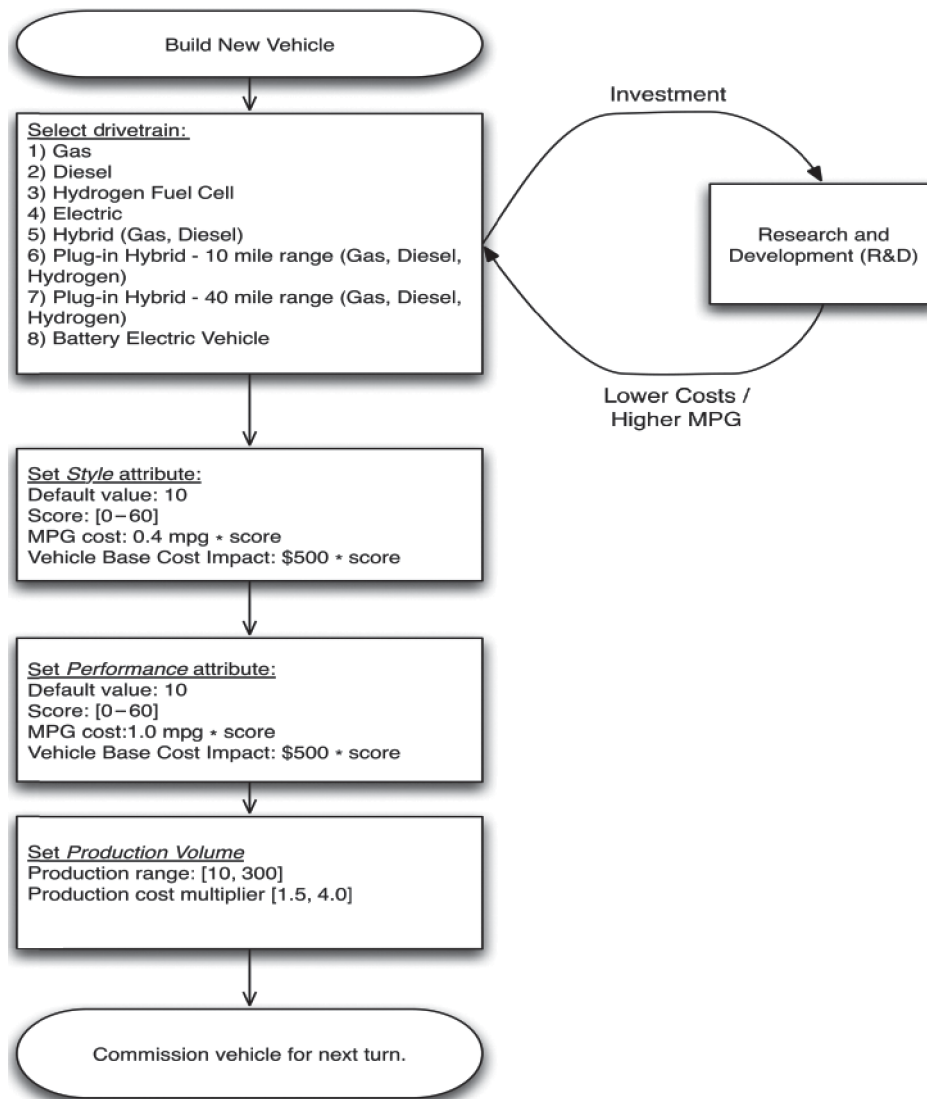 Build New Vehicle
Investment
Select drivetrain:
1) Gas
2) Diesel
3) Hydrogen Fuel Cell
4) Electric
5) Hybrid (Gas, Diesel)
6) Plug-in Hybrid - 10 mile range (Gas, Diesel,
Hydrogen)
7) Plug-in Hybrid - 40 mile range (Gas, Diesel,
Hydrogen)
8) Battery Electric Vehicle
Research and
Development (R&D)
Lower Costs /
Higher MPG
Set Style attribute:
Default value: 10
Score: [0–60]
MPG cost: 0.4 mpg * score
Vehicle Base Cost Impact: $500 * score
Set Performance attribute:
Default value: 10
Score: [0–60]
MPG cost:1.0 mpg * score
Vehicle Base Cost Impact: $500 * score
Set Production Volume
Production range: [10, 300]
Production cost multiplier [1.5, 4.0]
Commission vehicle for next turn.